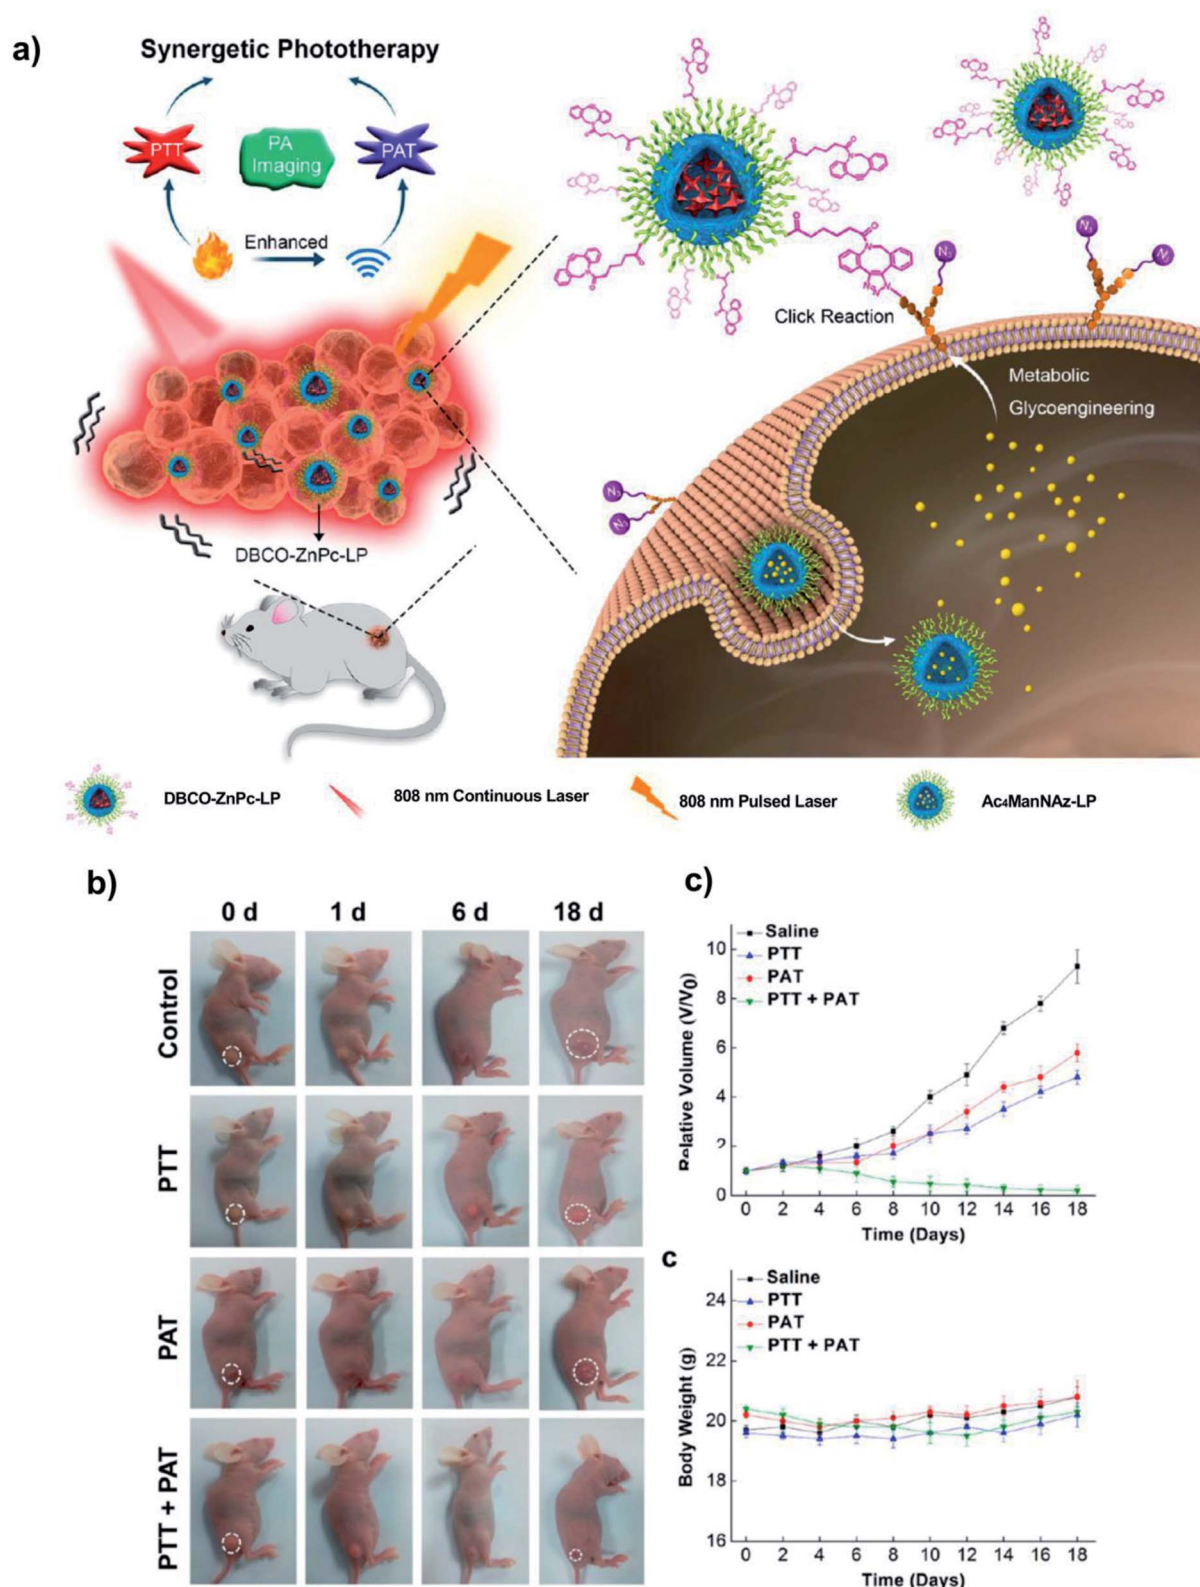 a)
Synergetic Phototherapy
PTT
PA
Imaging
PAT
Enhanced
DBCO-ZnPc-LP
Click Reaction
N₃
N₃
Metabolic
Glycoengineering
N₃
N₃
DBCO-ZnPc-LP
808 nm Continuous Laser
808 nm Pulsed Laser
Ac₄ManNAz-LP
b)
0 d
1 d
6 d
18 d
Control
PTT
PAT
PTT + PAT
c)
Saline
PTT
PAT
PTT + PAT
Relative Volume (V/V₀)
10
8
6
4
2
0
0 2 4 6 8 10 12 14 16 18
Time (Days)
c
Saline
PTT
PAT
PTT + PAT
Body Weight (g)
24
22
20
18
16
0 2 4 6 8 10 12 14 16 18
Time (Days)